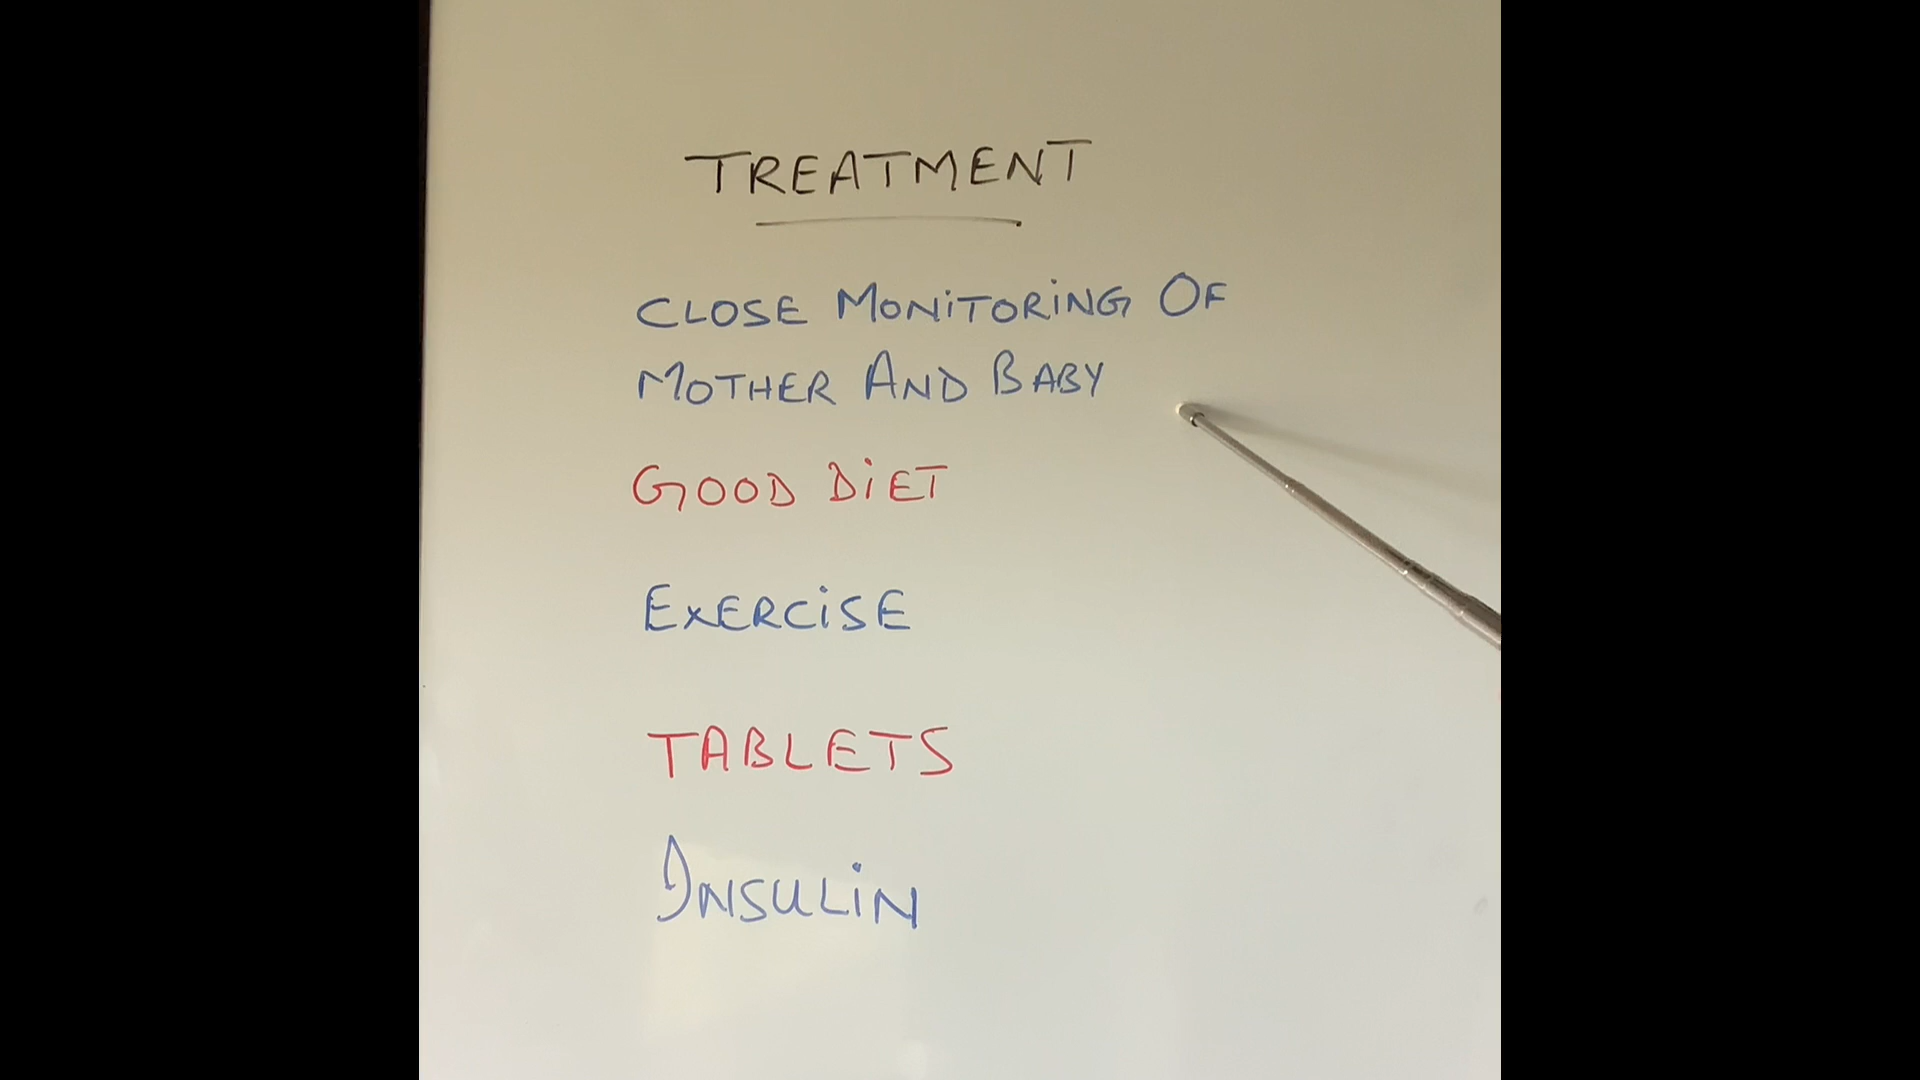 TREATMENT
CLOSE MONITORING OF
MOTHER AND BABY
GOOD DIET
EXERCISE
TABLETS
INSULIN